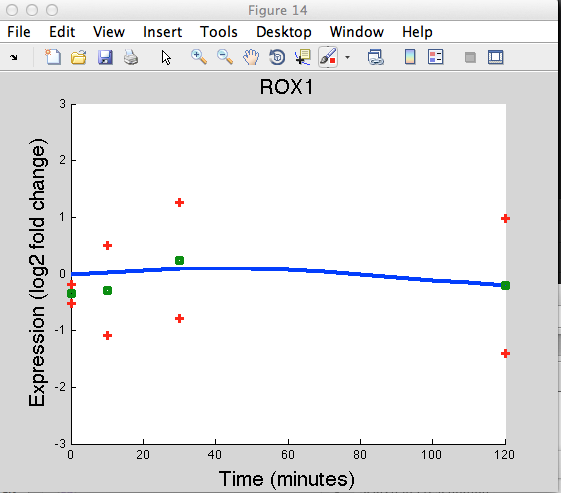 Figure 14
File Edit View Insert Tools Desktop Window Help
ROX1
3
2
1
0
-1
-2
-3
Expression (log2 fold change)
0 20 40 60 80 100 120
Time (minutes)